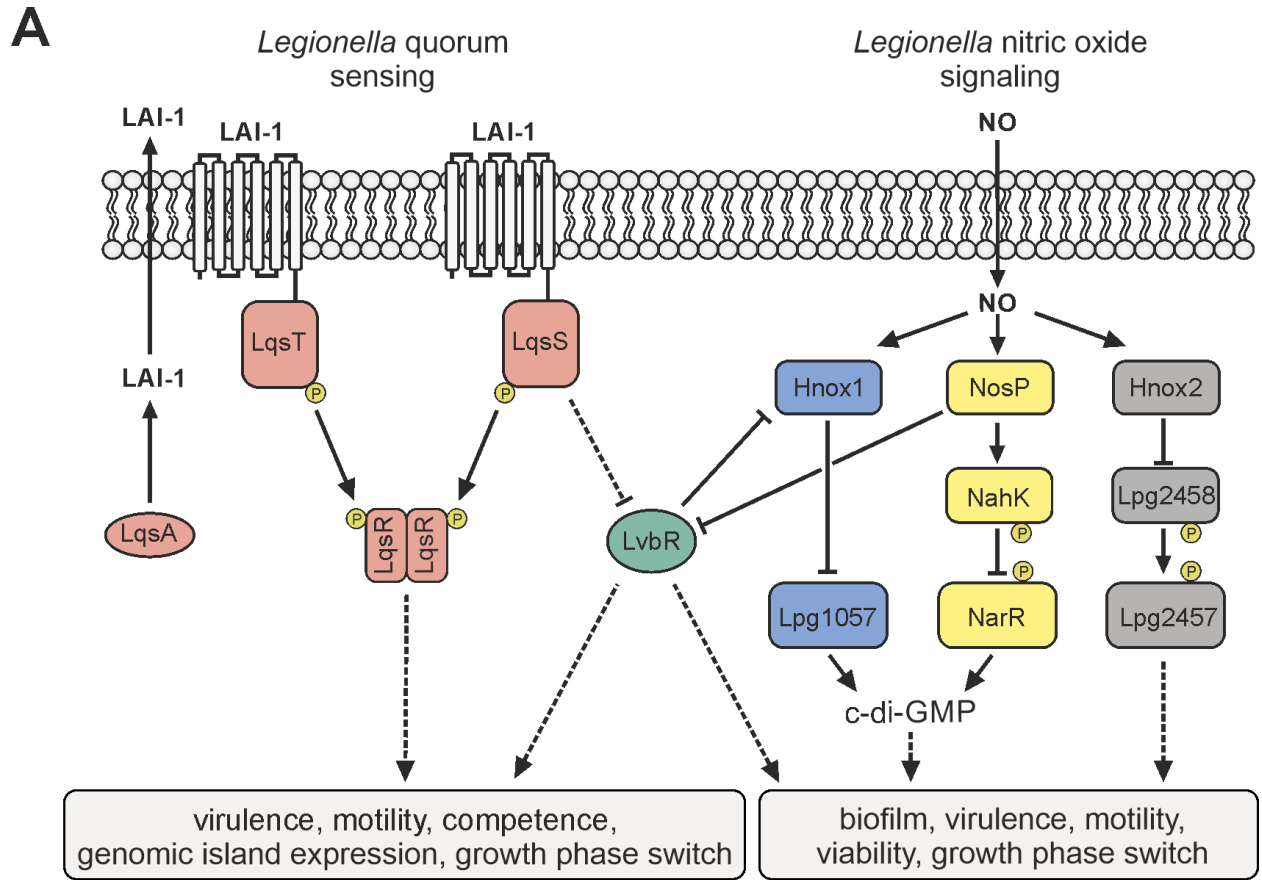 A
Legionella quorum
sensing
Legionella nitric oxide
signaling
LAI-1
LAI-1
LAI-1
NO
NO
LqsT
LqsS
P
P
LAI-1
Hnox1
NosP
Hnox2
NahK
Lpg2458
P
P
LqsA
P
LqsR
LqsR
P
LvbR
P
P
Lpg1057
NarR
Lpg2457
c-di-GMP
virulence, motility, competence,
genomic island expression, growth phase switch
biofilm, virulence, motility,
viability, growth phase switch